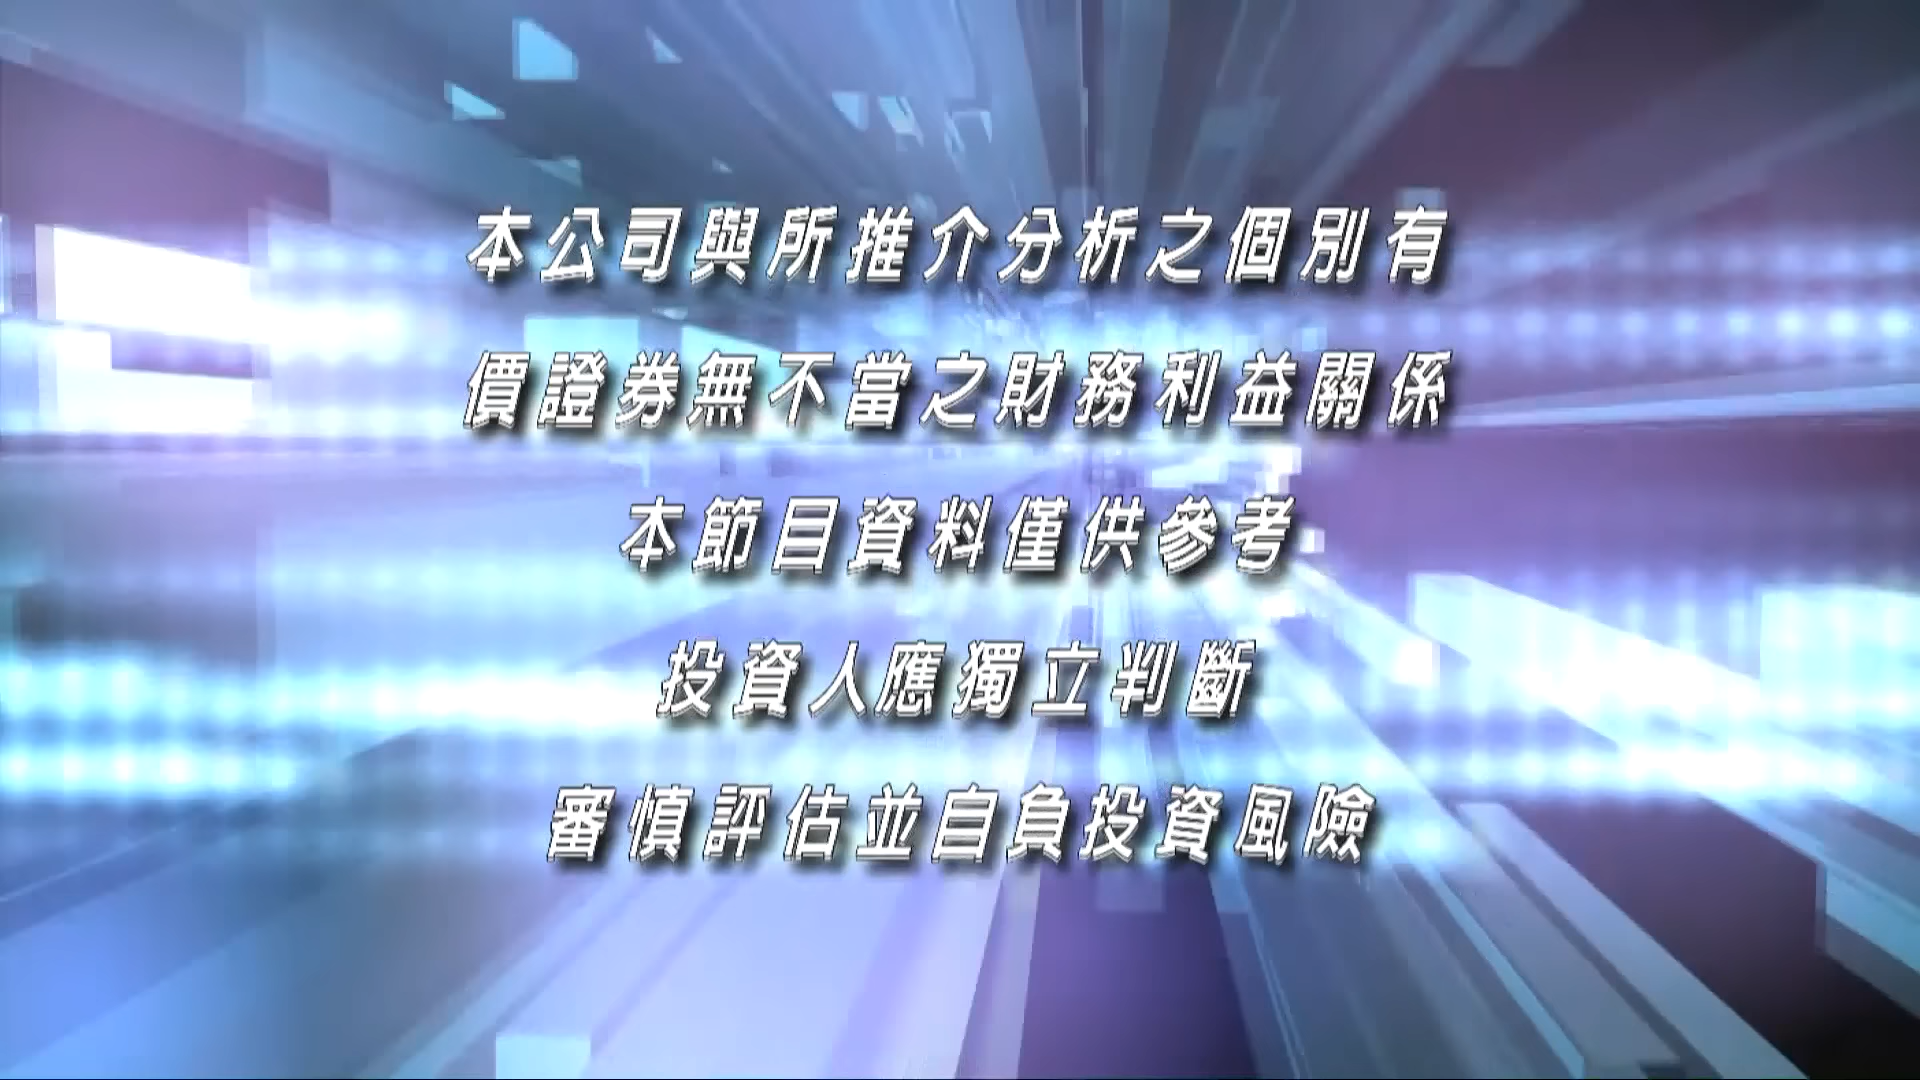 本公司與所推介分析之個別有
價證券無不當之財務利益關係
本節目資料僅供參考
投資人應獨立判斷
審慎評估並自負投資風險